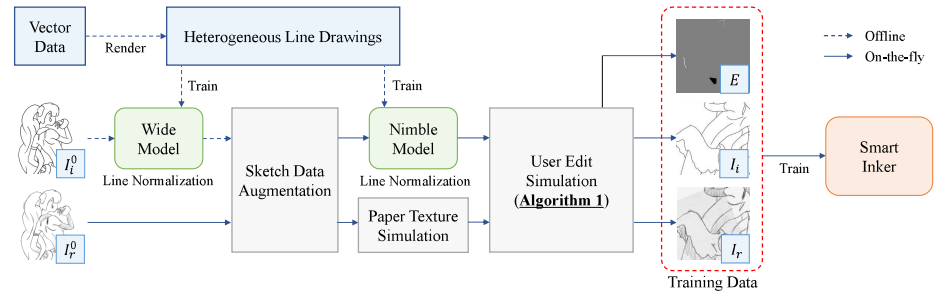 Vector
Data
Render
Heterogeneous Line Drawings
Offline
On-the-fly
Train
Train
E
I_i^0
Wide
Model
Line Normalization
Sketch Data
Augmentation
Nimble
Model
Line Normalization
User Edit
Simulation
(Algorithm 1)
I_i
Train
Smart
Inker
I_r^0
Paper Texture
Simulation
I_r
Training Data